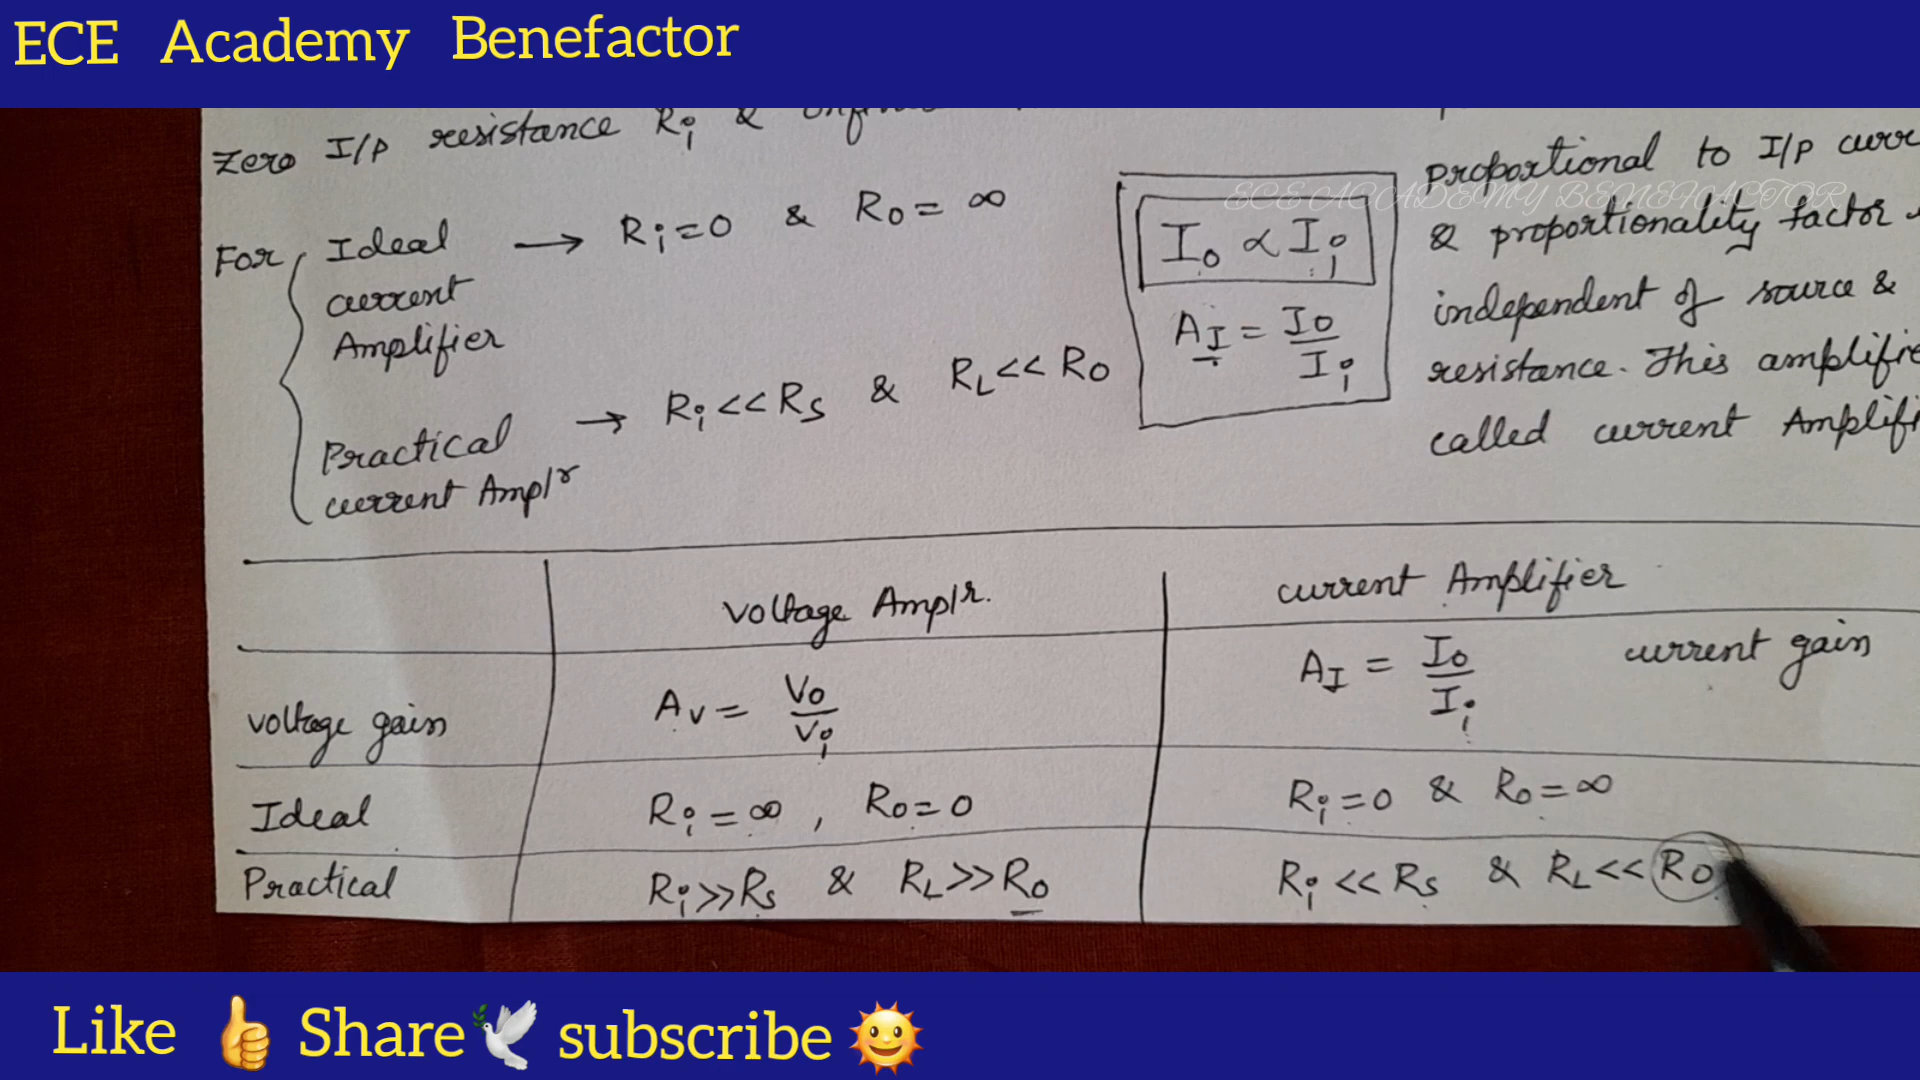 ECE Academy Benefactor
Zero I/P resistance Ri &
For Ideal current Amplifier → Ri=0 & Ro=∞
Practical current Amplr → Ri<<Rs & RL<<Ro
Io ∝ Ii
AI = Io/Ii
ECE ACADEMY BENEFACTOR
proportional to I/P
& proportionality factor
independent of source &
resistance. This
called current
voltage Amplr. current Amplifier
voltage gain Av = Vo/Vi AI = Io/Ii current gain
Ideal Ri=∞ , Ro=0 Ri=0 & Ro=∞
Practical Ri>>Rs & RL>>Ro Ri<<Rs & RL<<Ro
Like 👍 Share 🕊 subscribe 🌞